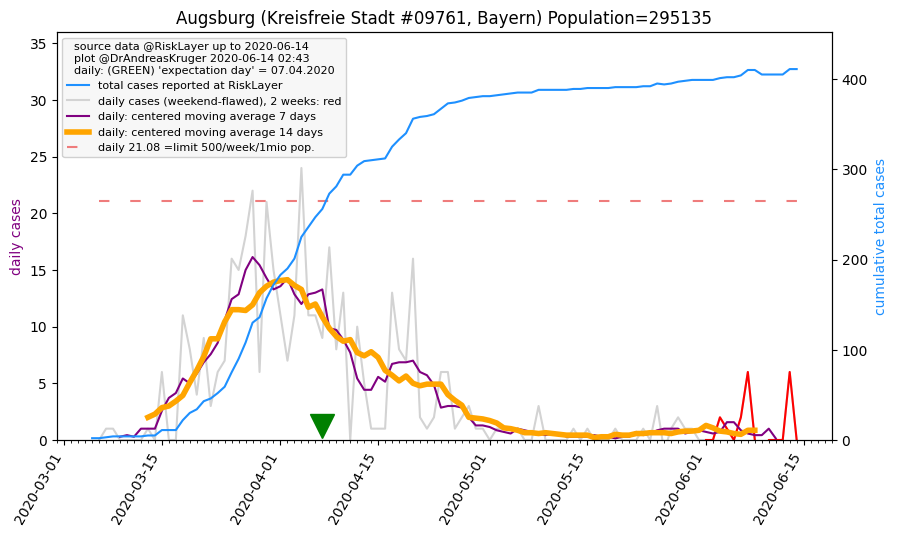 Augsburg (Kreisfreie Stadt #09761, Bayern) Population=295135
source data @RiskLayer up to 2020-06-14
plot @DrAndreasKruger 2020-06-14 02:43
daily: (GREEN) 'expectation day' = 07.04.2020
total cases reported at RiskLayer
daily cases (weekend-flawed), 2 weeks: red
daily: centered moving average 7 days
daily: centered moving average 14 days
daily 21.08 =limit 500/week/1mio pop.
daily cases
35
30
25
20
15
10
5
0
cumulative total cases
400
300
200
100
0
2020-03-01
2020-03-15
2020-04-01
2020-04-15
2020-05-01
2020-05-15
2020-06-01
2020-06-15